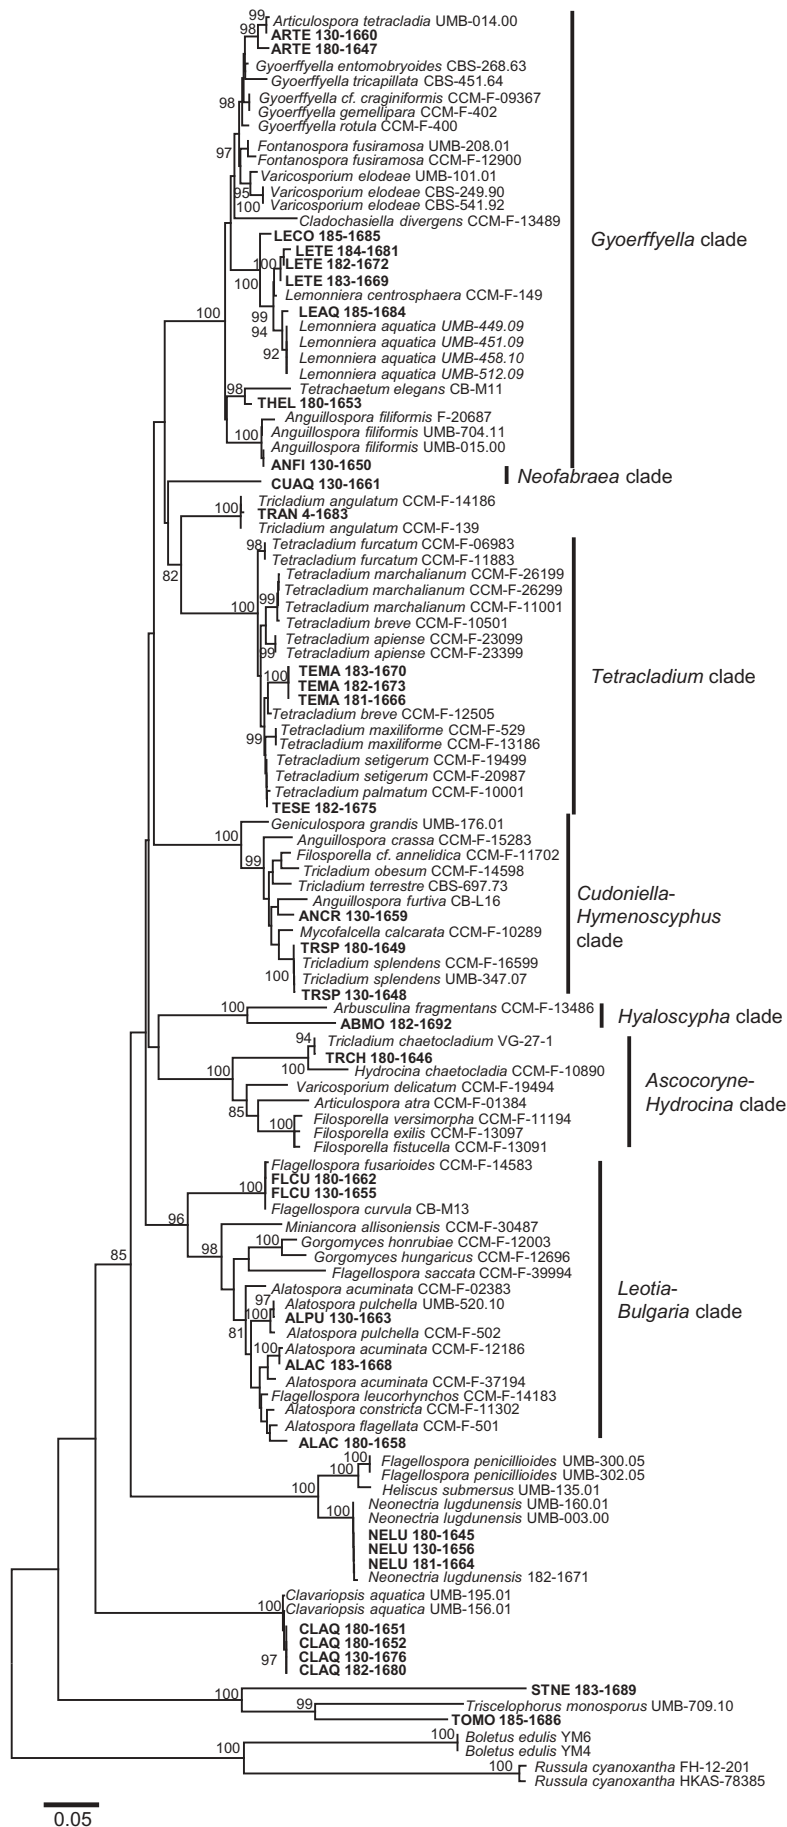 99
Articulospora tetracladia UMB-014.00
98
ARTE 130-1660
ARTE 180-1647
Gyoerffyella entomobryoides CBS-268.63
Gyoerffyella tricapillata CBS-451.64
Gyoerffyella cf. craginiformis CCM-F-09367
98
Gyoerffyella gemellipara CCM-F-402
Gyoerffyella rotula CCM-F-400
Fontanospora fusiramosa UMB-208.01
97
Fontanospora fusiramosa CCM-F-12900
Varicosporium elodeae UMB-101.01
95
Varicosporium elodeae CBS-249.90
100
Varicosporium elodeae CBS-541.92
Cladochasiella divergens CCM-F-13489
LECO 185-1685
Gyoerffyella clade
LETE 184-1681
100
LETE 182-1672
LETE 183-1669
100
Lemonniera centrosphaera CCM-F-149
LEAQ 185-1684
100
99
Lemonniera aquatica UMB-449.09
94
Lemonniera aquatica UMB-451.09
92
Lemonniera aquatica UMB-458.10
Lemonniera aquatica UMB-512.09
98
Tetrachaetum elegans CB-M11
THEL 180-1653
Anguillospora filiformis F-20687
100
Anguillospora filiformis UMB-704.11
Anguillospora filiformis UMB-015.00
ANFI 130-1650
CUAQ 130-1661
Neofabraea clade
Tricladium angulatum CCM-F-14186
100
TRAN 4-1683
Tricladium angulatum CCM-F-139
98
Tetracladium furcatum CCM-F-06983
Tetracladium furcatum CCM-F-11883
82
Tetracladium marchalianum CCM-F-26199
Tetracladium marchalianum CCM-F-26299
99
100
Tetracladium marchalianum CCM-F-11001
Tetracladium breve CCM-F-10501
Tetracladium apiense CCM-F-23099
99
Tetracladium apiense CCM-F-23399
TEMA 183-1670
100
Tetracladium clade
TEMA 182-1673
TEMA 181-1666
Tetracladium breve CCM-F-12505
Tetracladium maxiliforme CCM-F-529
99
Tetracladium maxiliforme CCM-F-13186
Tetracladium setigerum CCM-F-19499
Tetracladium setigerum CCM-F-20987
Tetracladium palmatum CCM-F-10001
TESE 182-1675
Geniculospora grandis UMB-176.01
100
Anguillospora crassa CCM-F-15283
99
Filosporella cf. annelidica CCM-F-11702
Tricladium obesum CCM-F-14598
Tricladium terrestre CBS-697.73
Anguillospora furtiva CB-L16
Cudoniella-
Hymenoscyphus
clade
ANCR 130-1659
Mycofalcella calcarata CCM-F-10289
TRSP 180-1649
Tricladium splendens CCM-F-16599
100
Tricladium splendens UMB-347.07
TRSP 130-1648
100
Arbusculina fragmentans CCM-F-13486
ABMO 182-1692
Hyaloscypha clade
94
Tricladium chaetocladium VG-27-1
TRCH 180-1646
100
100
Hydrocina chaetocladia CCM-F-10890
Varicosporium delicatum CCM-F-19494
Ascocoryne-
Hydrocina clade
85
Articulospora atra CCM-F-01384
100
Filosporella versimorpha CCM-F-11194
Filosporella exilis CCM-F-13097
Filosporella fistucella CCM-F-13091
Flagellospora fusarioides CCM-F-14583
100
FLCU 180-1662
FLCU 130-1655
Flagellospora curvula CB-M13
96
Miniancora allisoniensis CCM-F-30487
100
Gorgomyces honrubiae CCM-F-12003
98
Gorgomyces hungaricus CCM-F-12696
85
Flagellospora saccata CCM-F-39994
Alatospora acuminata CCM-F-02383
Leotia-
Bulgaria clade
97
Alatospora pulchella UMB-520.10
100
ALPU 130-1663
81
Alatospora pulchella CCM-F-502
100
Alatospora acuminata CCM-F-12186
ALAC 183-1668
Alatospora acuminata CCM-F-37194
Flagellospora leucorhynchos CCM-F-14183
Alatospora constricta CCM-F-11302
Alatospora flagellata CCM-F-501
ALAC 180-1658
100
Flagellospora penicillioides UMB-300.05
100
Flagellospora penicillioides UMB-302.05
100
Heliscus submersus UMB-135.01
Neonectria lugdunensis UMB-160.01
100
Neonectria lugdunensis UMB-003.00
NELU 180-1645
NELU 130-1656
NELU 181-1664
Neonectria lugdunensis 182-1671
Clavariopsis aquatica UMB-195.01
100
Clavariopsis aquatica UMB-156.01
CLAQ 180-1651
CLAQ 180-1652
97
CLAQ 130-1676
CLAQ 182-1680
STNE 183-1689
100
99
Triscelophorus monosporus UMB-709.10
TOMO 185-1686
100
Boletus edulis YM6
100
Boletus edulis YM4
100
Russula cyanoxantha FH-12-201
Russula cyanoxantha HKAS-78385
0.05